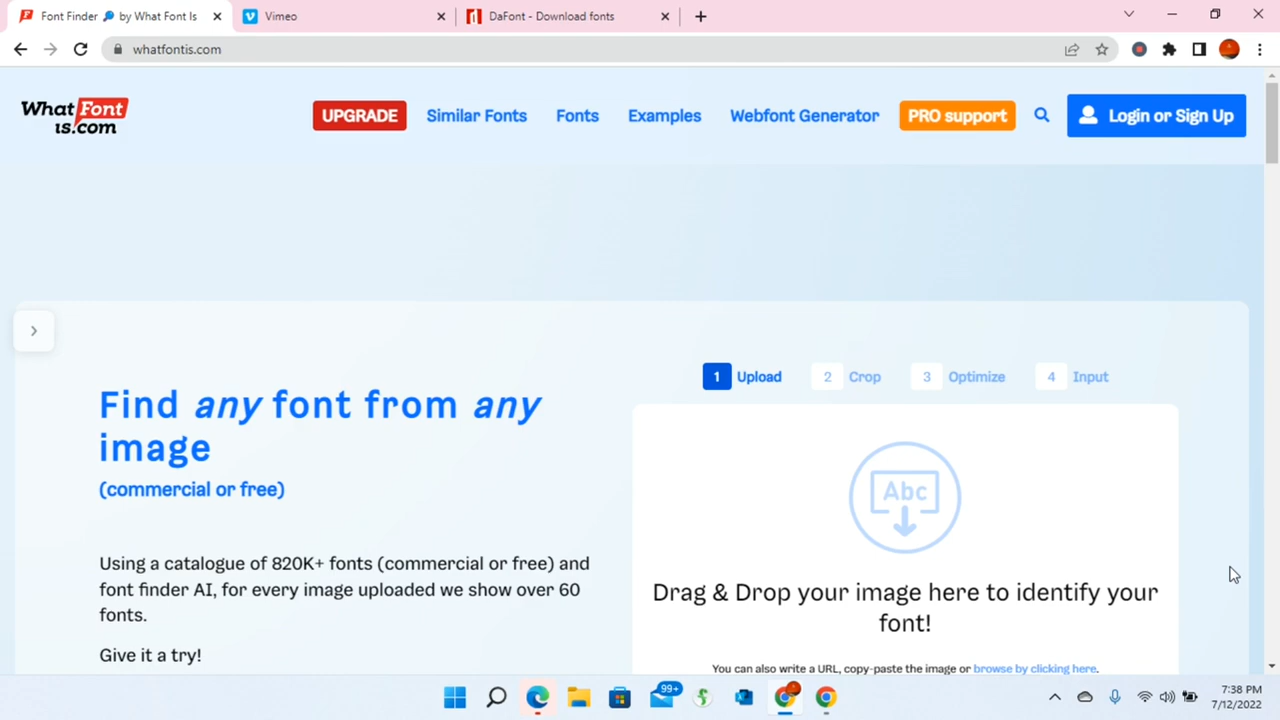 Font Finder by What Font Is
Vimeo
DaFont - Download fonts
whatfontis.com
What Font is.com
UPGRADE
Similar Fonts
Fonts
Examples
Webfont Generator
PRO support
Login or Sign Up
1 Upload
2 Crop
3 Optimize
4 Input
Find any font from any
image
(commercial or free)
Using a catalogue of 820K+ fonts (commercial or free) and
font finder AI, for every image uploaded we show over 60
fonts.
Give it a try!
Abc
Drag & Drop your image here to identify your
font!
You can also write a URL, copy-paste the image or browse by clicking here.
99+
7:38 PM
7/12/2022